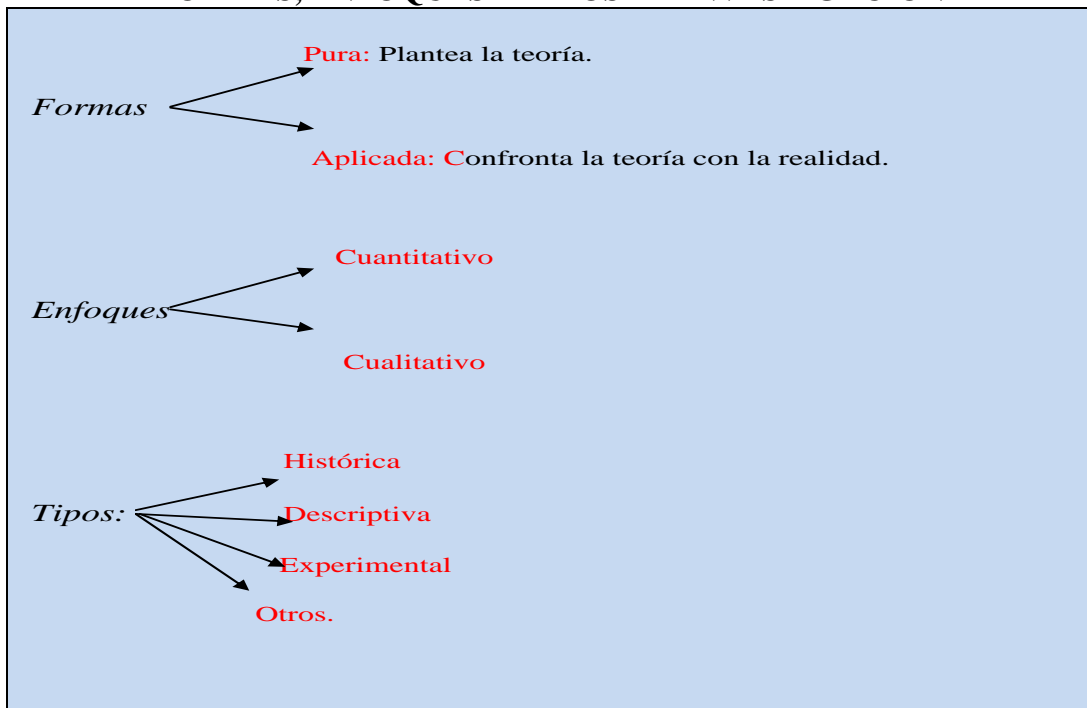 Pura: Plantea la teoría.
Formas
Aplicada: Confronta la teoría con la realidad.
Cuantitativo
Enfoques
Cualitativo
Histórica
Tipos:
Descriptiva
Experimental
Otros.